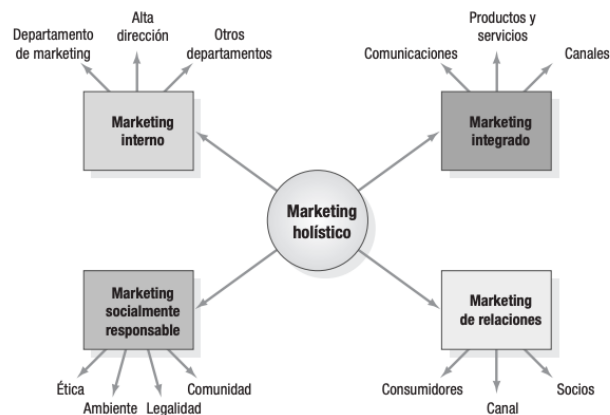 Departamento
de marketing
Alta
dirección
Otros
departamentos
Marketing
interno
Comunicaciones
Productos y
servicios
Canales
Marketing
integrado
Marketing
holístico
Marketing
socialmente
responsable
Ética
Ambiente
Legalidad
Comunidad
Marketing
de relaciones
Consumidores
Canal
Socios